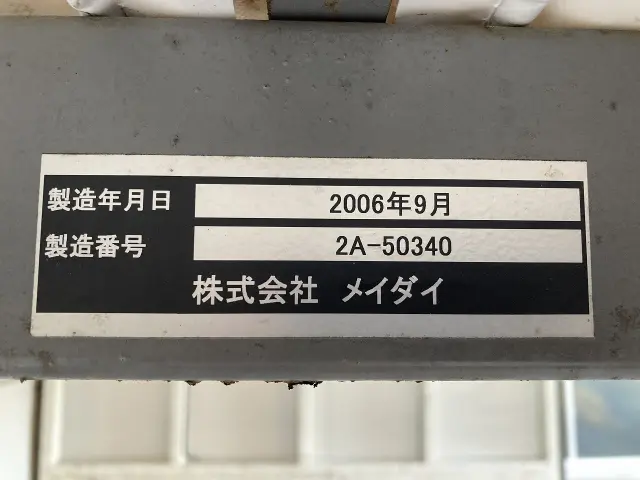 製造年月日 2006年9月
製造番号 2A-50340
株式会社 メイダイ